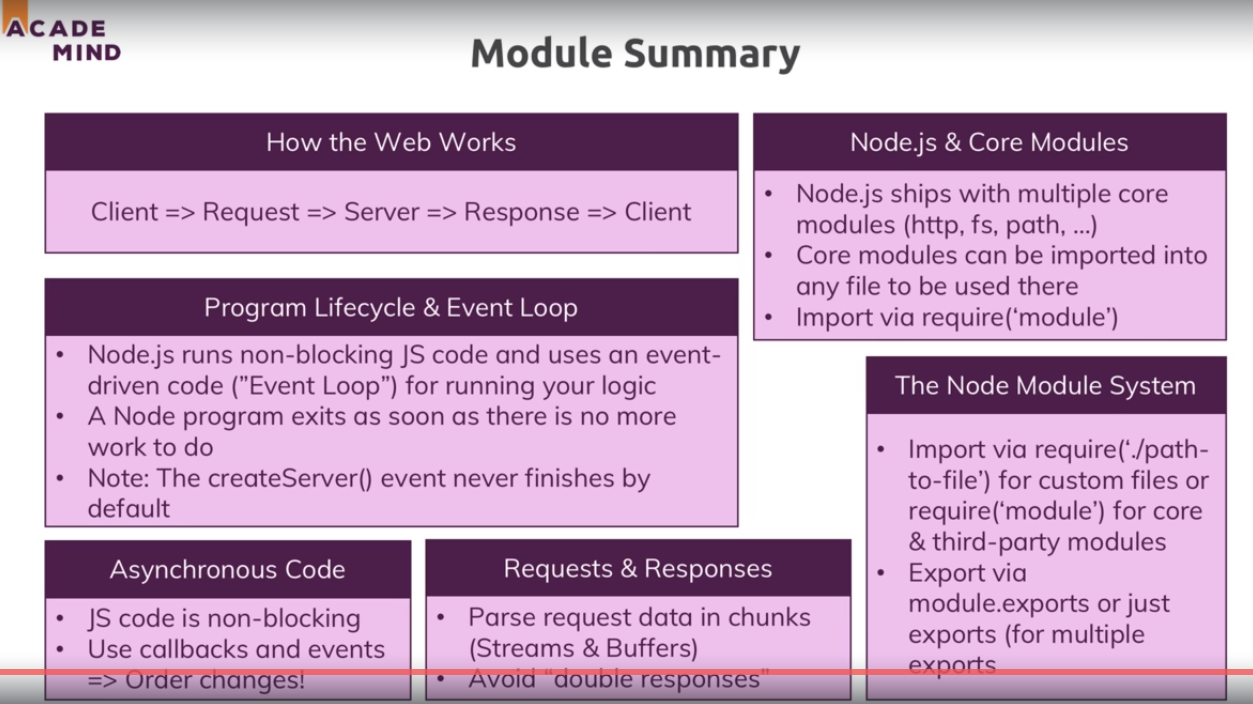 ACADE
MIND
Module Summary
How the Web Works
Client => Request => Server => Response => Client
Node.js & Core Modules
• Node.js ships with multiple core
modules (http, fs, path, …)
• Core modules can be imported into
any file to be used there
• Import via require(‘module’)
Program Lifecycle & Event Loop
• Node.js runs non-blocking JS code and uses an event-
driven code (”Event Loop”) for running your logic
• A Node program exits as soon as there is no more
work to do
• Note: The createServer() event never finishes by
default
The Node Module System
• Import via require(‘./path-
to-file’) for custom files or
require(‘module’) for core
& third-party modules
• Export via
module.exports or just
exports (for multiple
exports
Asynchronous Code
• JS code is non-blocking
• Use callbacks and events
=> Order changes!
Requests & Responses
• Parse request data in chunks
(Streams & Buffers)
• Avoid “double responses”